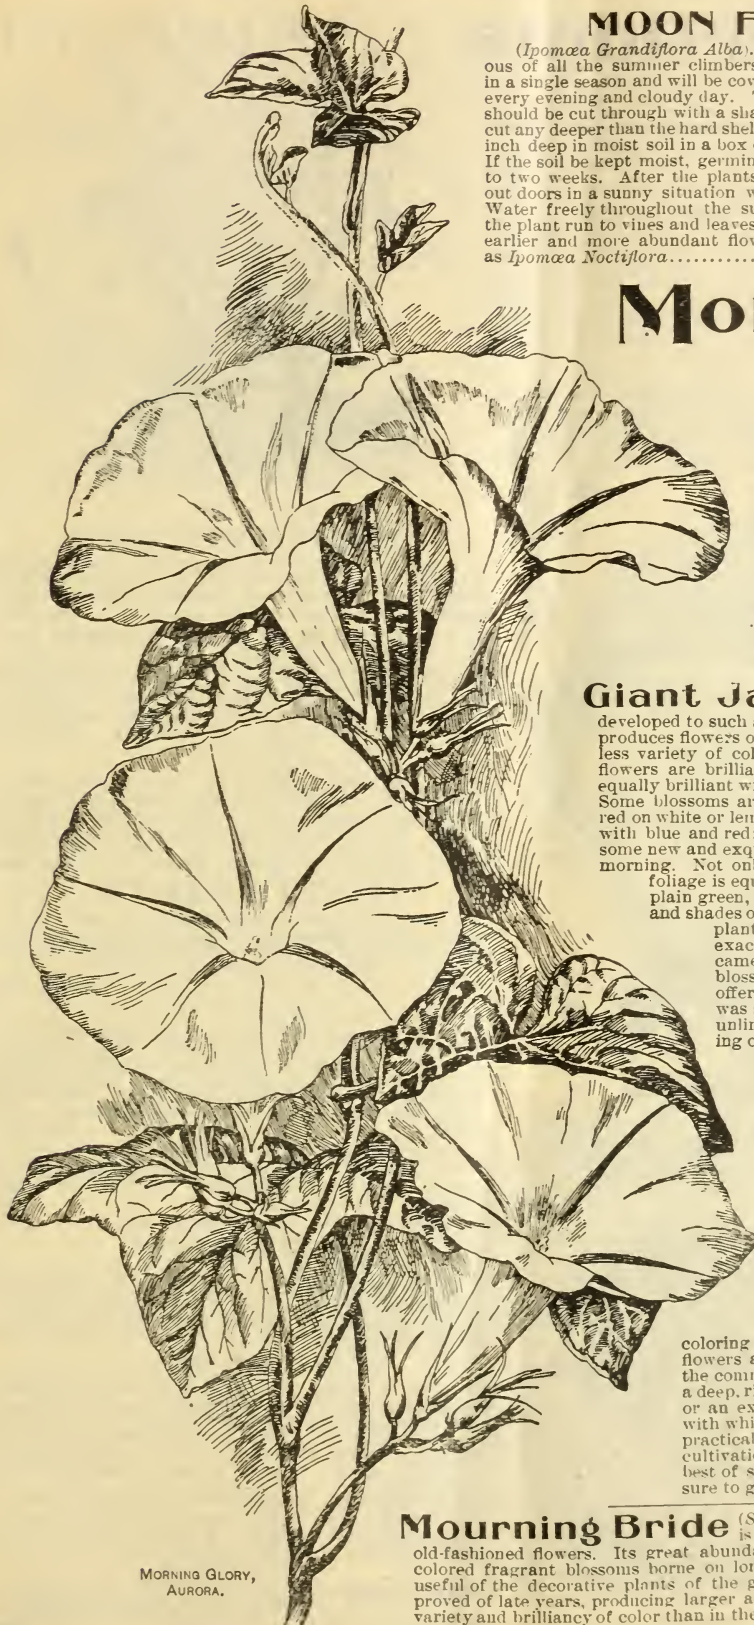 MOON F
(Ipomœa Grandiflora Alba).
ous of all the summer climbers
in a single season and will be cov
every evening and cloudy day.
should be cut through with a sha
cut any deeper than the hard shel
inch deep in moist soil in a box
If the soil be kept moist, germin
to two weeks. After the plants
out doors in a sunny situation w
Water freely throughout the su
the plant run to vines and leaves
earlier and more abundant flow
as Ipomœa Noctiflora..........
Mo
Giant Ja
developed to such
produces flowers o
less variety of col
flowers are brillia
equally brilliant w
Some blossoms ar
red on white or lem
with blue and red
some new and exq
morning. Not onl
foliage is equ
plain green,
and shades o
plant
exac
came
bloss
offer
was
unlim
ing o
coloring
flowers a
the com
a deep, r
or an ex
with whi
practical
cultivatio
best of s
sure to g
Mourning Bride (S
is
old-fashioned flowers. Its great abunda
colored fragrant blossoms borne on lon
useful of the decorative plants of the g
proved of late years, producing larger a
variety and brilliancy of color than in the
MORNING GLORY,
AURORA.